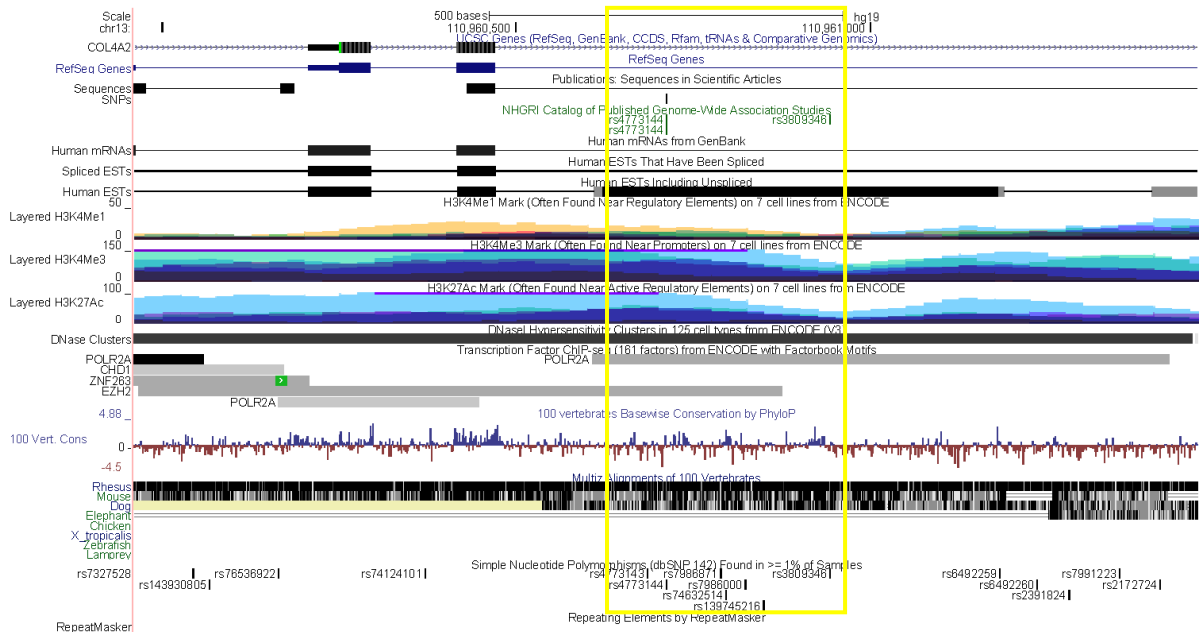 Scale 500 bases hg19
chr13: 110,960,500 110,961,000
UCSC Genes (RefSeq, GenBank, CCDS, Rfam, tRNAs & Comparative Genomics)
COL4A2
RefSeq Genes
RefSeq Genes
Publications: Sequences in Scientific Articles
Sequences
SNPs
NHGRI Catalog of Published Genome-Wide Association Studies
rs4773144 rs3809346
rs4773144
Human mRNAs from GenBank
Human mRNAs
Human ESTs That Have Been Spliced
Spliced ESTs
Human ESTs Including Unspliced
Human ESTs
50 H3K4Me1 Mark (Often Found Near Regulatory Elements) on 7 cell lines from ENCODE
Layered H3K4Me1
0
150 H3K4Me3 Mark (Often Found Near Promoters) on 7 cell lines from ENCODE
Layered H3K4Me3
0
100 H3K27Ac Mark (Often Found Near Active Regulatory Elements) on 7 cell lines from ENCODE
Layered H3K27Ac
0
DNaseI Hypersensitivity Clusters in 125 cell types from ENCODE (V3)
DNase Clusters
Transcription Factor ChIP-seq (161 factors) from ENCODE with Factorbook Motifs
POLR2A POLR2A
CHD1
ZNF263
EZH2
POLR2A
4.88 100 vertebrates Basewise Conservation by PhyloP
100 Vert. Cons
0
-4.5
Multiz Alignments of 100 Vertebrates
Rhesus
Mouse
Dog
Elephant
Chicken
X_tropicalis
Zebrafish
Lamprey
Simple Nucleotide Polymorphisms (dbSNP 142) Found in >= 1% of Samples
rs7327528 rs76536922 rs74124101 rs4773143 rs7986871 rs3809346 rs6492259 rs7991223
rs143930805 rs4773144 rs7986000 rs6492260 rs2172724
rs74632514 rs2391824
rs139745216
Repeating Elements by RepeatMasker
RepeatMasker